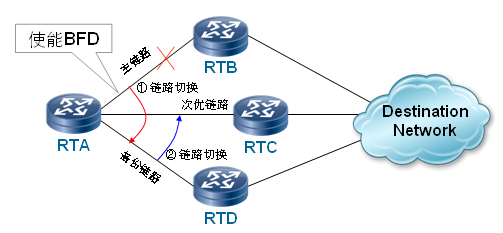 使能BFD
主链路
RTB
①链路切换
次优链路
RTA
RTC
Destination
Network
备份链路
②链路切换
RTD